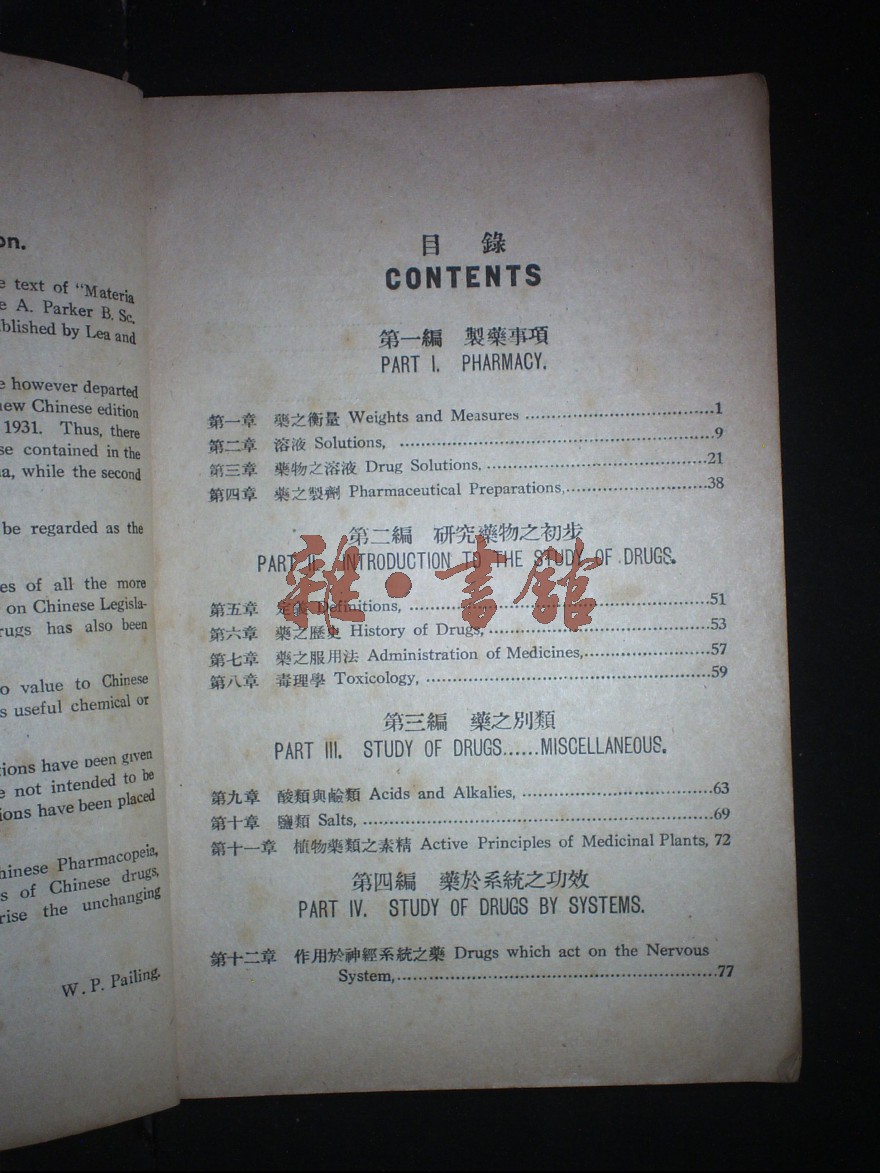 on.
e text of "Materia
e A. Parker B. Sc.
blished by Lea and
e however departed
ew Chinese edition
1931. Thus, there
se contained in the
a, while the second
be regarded as the
es of all the more
on Chinese Legisla-
rugs has also been
o value to Chinese
s useful chemical or
tions have been given
e not intended to be
ions have been placed
hinese Pharmacopeia,
s of Chinese drugs,
rise the unchanging
W. P. Pailing.
目錄
CONTENTS
第一編 製藥事項
PART I. PHARMACY.
第一章 藥之衡量 Weights and Measures ........................................1
第二章 溶液 Solutions, ........................................9
第三章 藥物之溶液 Drug Solutions,........................................21
第四章 藥之製劑 Pharmaceutical Preparations,........................................38
第二編 研究藥物之初步
PART II. INTRODUCTION TO THE STUDY OF DRUGS.
雜·書館
第五章 定義 Definitions, ........................................51
第六章 藥之歷史 History of Drugs,........................................53
第七章 藥之服用法 Administration of Medicines,........................................57
第八章 毒理學 Toxicology, ........................................59
第三編 藥之別類
PART III. STUDY OF DRUGS......MISCELLANEOUS.
第九章 酸類與鹼類 Acids and Alkalies, ........................................63
第十章 鹽類 Salts, ........................................69
第十一章 植物藥類之素精 Active Principles of Medicinal Plants, 72
第四編 藥於系統之功效
PART IV. STUDY OF DRUGS BY SYSTEMS.
第十二章 作用於神經系統之藥 Drugs which act on the Nervous
System,........................................77